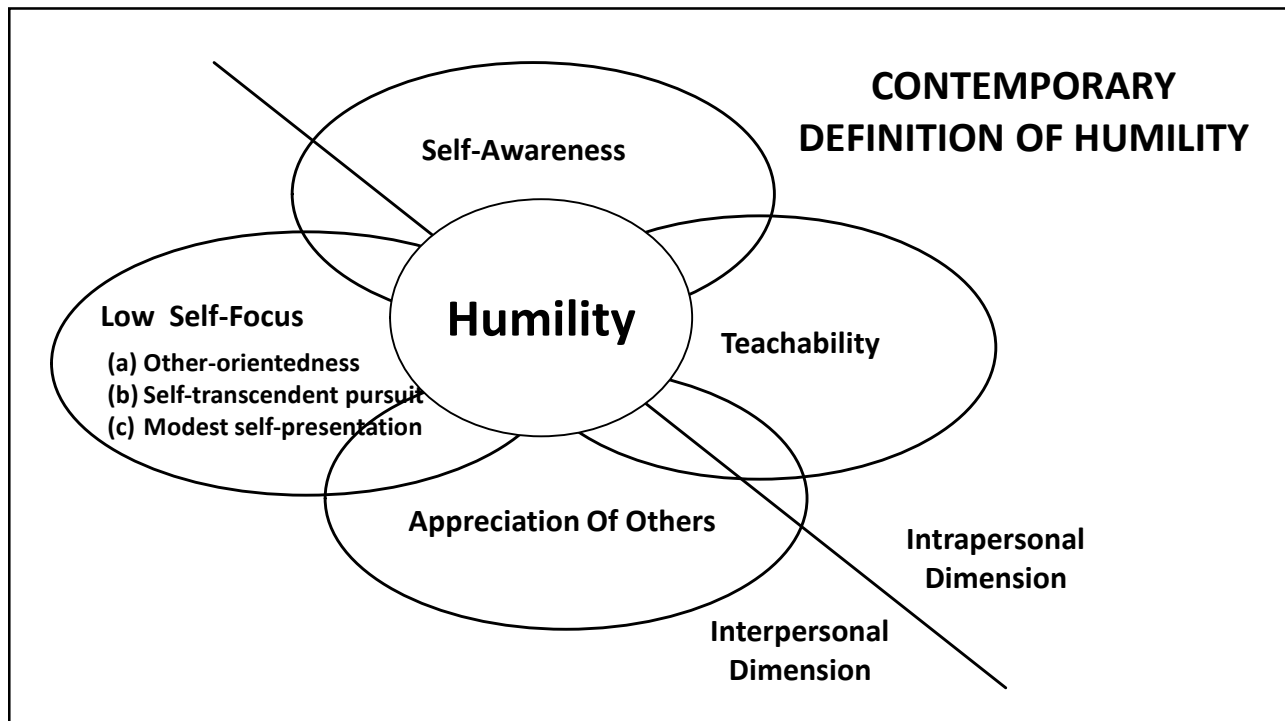 CONTEMPORARY
DEFINITION OF HUMILITY
Self-Awareness
Humility
Low Self-Focus
(a) Other-orientedness
(b) Self-transcendent pursuit
(c) Modest self-presentation
Teachability
Appreciation Of Others
Intrapersonal
Dimension
Interpersonal
Dimension